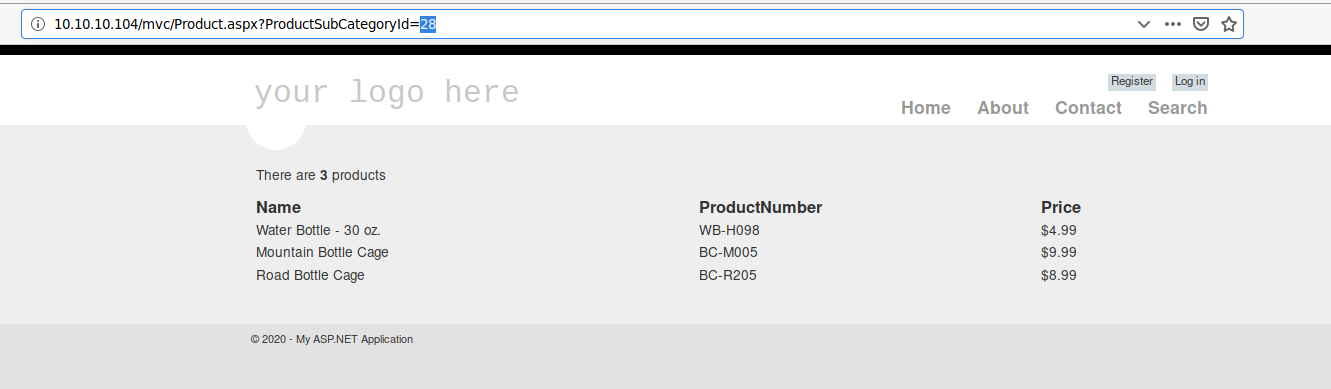 10.10.10.104/mvc/Product.aspx?ProductSubCategoryId=28
Register Log in
your logo here
Home About Contact Search
There are 3 products
Name ProductNumber Price
Water Bottle - 30 oz. WB-H098 $4.99
Mountain Bottle Cage BC-M005 $9.99
Road Bottle Cage BC-R205 $8.99
© 2020 - My ASP.NET Application